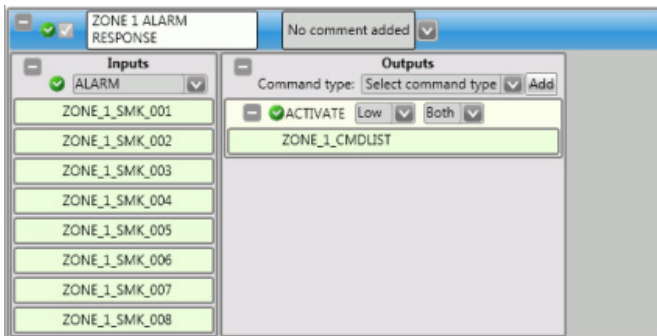 ZONE 1 ALARM
RESPONSE
No comment added
Inputs
ALARM
ZONE_1_SMK_001
ZONE_1_SMK_002
ZONE_1_SMK_003
ZONE_1_SMK_004
ZONE_1_SMK_005
ZONE_1_SMK_006
ZONE_1_SMK_007
ZONE_1_SMK_008
Outputs
Command type: Select command type Add
ACTIVATE Low Both
ZONE_1_CMDLIST